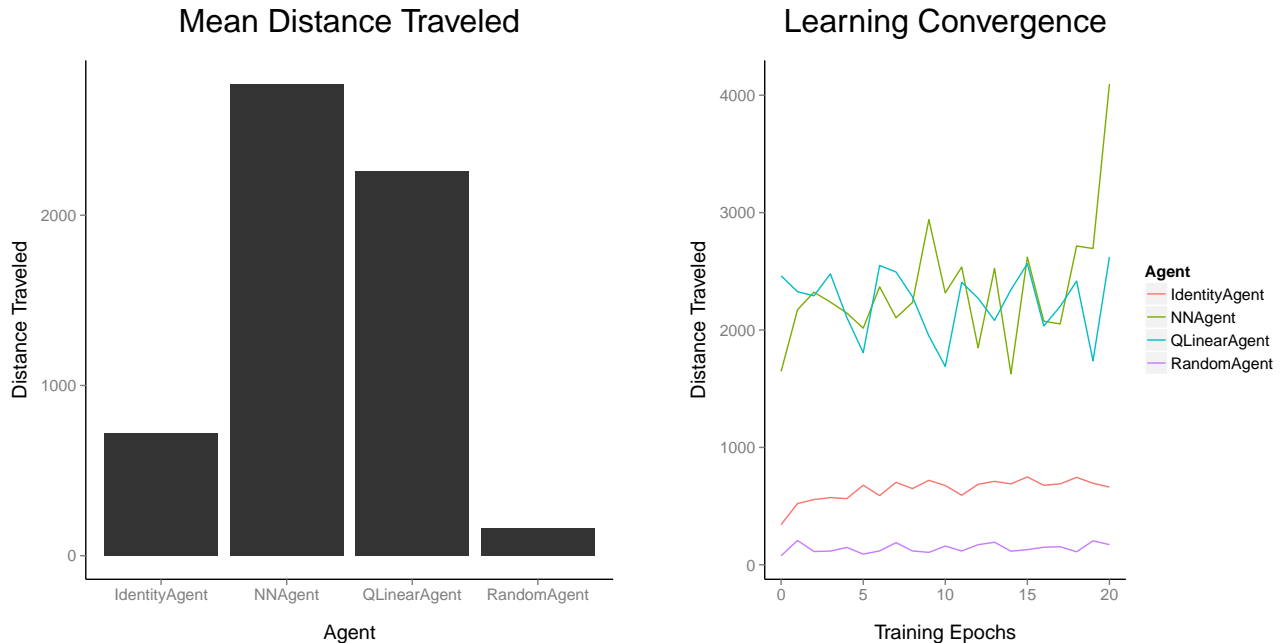 Mean Distance Traveled
Distance Traveled
2000
1000
0
IdentityAgent NNAgent QLinearAgent RandomAgent
Agent
Learning Convergence
Distance Traveled
4000
3000
2000
1000
0
0 5 10 15 20
Training Epochs
Agent
IdentityAgent
NNAgent
QLinearAgent
RandomAgent